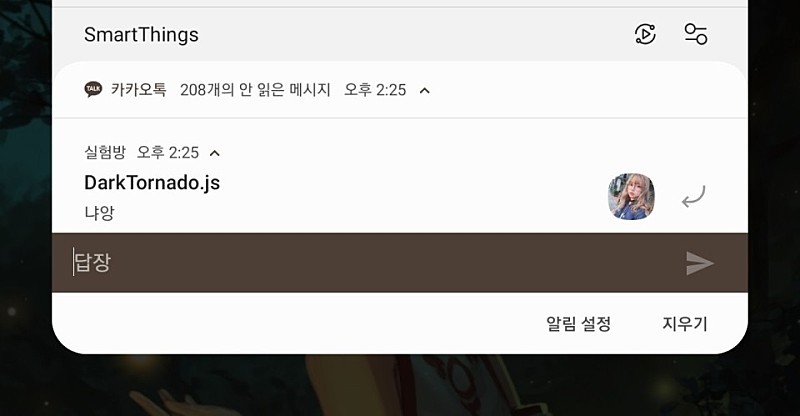 SmartThings
TALK 카카오톡 208개의 안 읽은 메시지 오후 2:25
실험방 오후 2:25
DarkTornado.js
냐앙
답장
알림 설정 지우기